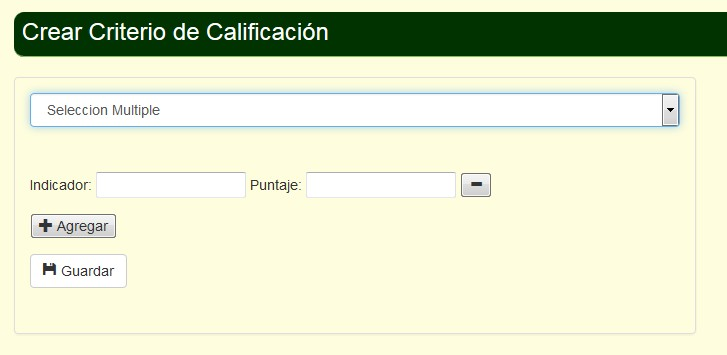 Crear Criterio de Calificación
Seleccion Multiple
Indicador: Puntaje:
Agregar
Guardar